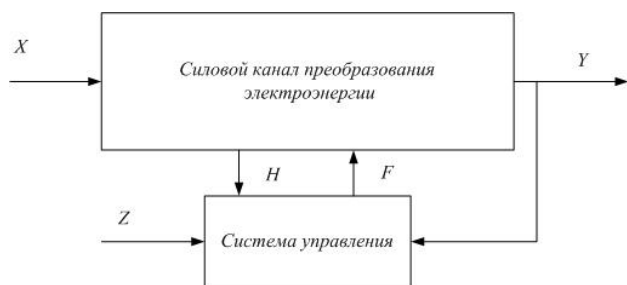 X
Силовой канал преобразования
электроэнергии
Y
H
F
Z
Система управления